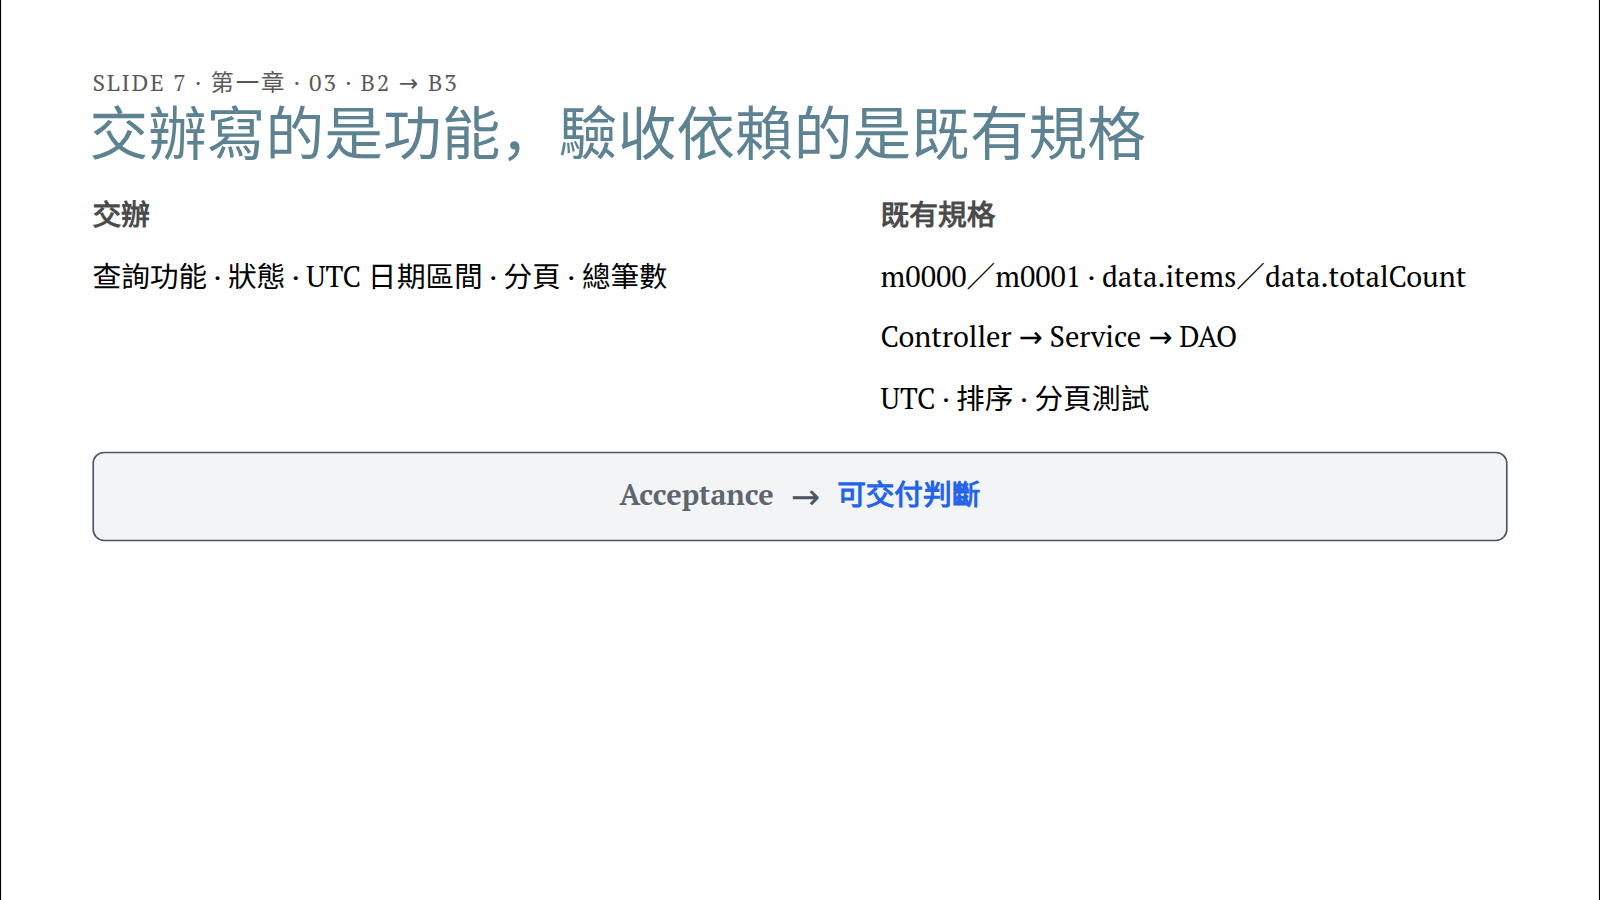 SLIDE 7 · 第一章 · 03 · B2 → B3
交辦寫的是功能，驗收依賴的是既有規格
交辦
查詢功能 · 狀態 · UTC 日期區間 · 分頁 · 總筆數
既有規格
m0000／m0001 · data.items／data.totalCount
Controller → Service → DAO
UTC · 排序 · 分頁測試
Acceptance → 可交付判斷